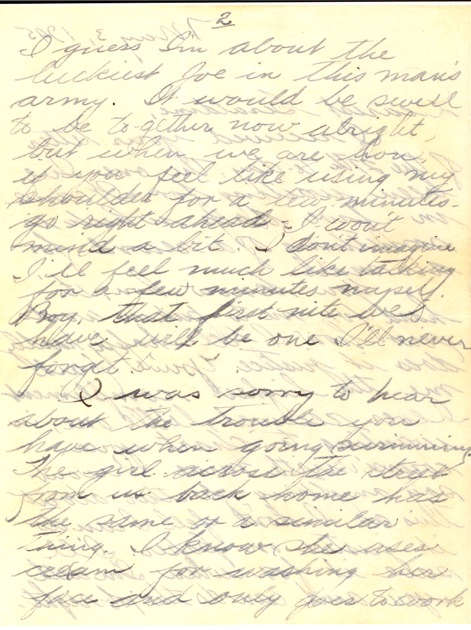 2
I guess I'm about the
luckiest Joe in this man's
army. It would be swell
to be to-gether now alright,
but when we are hon,
if you feel like using my
shoulder for a few minutes-
go right ahead - I won't
mind a bit. I dont imagine
I'll feel much like talking
for a few minutes myself.
Boy, that first nite we
have will be one I'll never
forget.
I was sorry to hear
about the trouble you
have when going swimming.
The girl across the street
from us back home has
the same or a similar
thing. I know she uses
cream for washing her
face and only goes to work